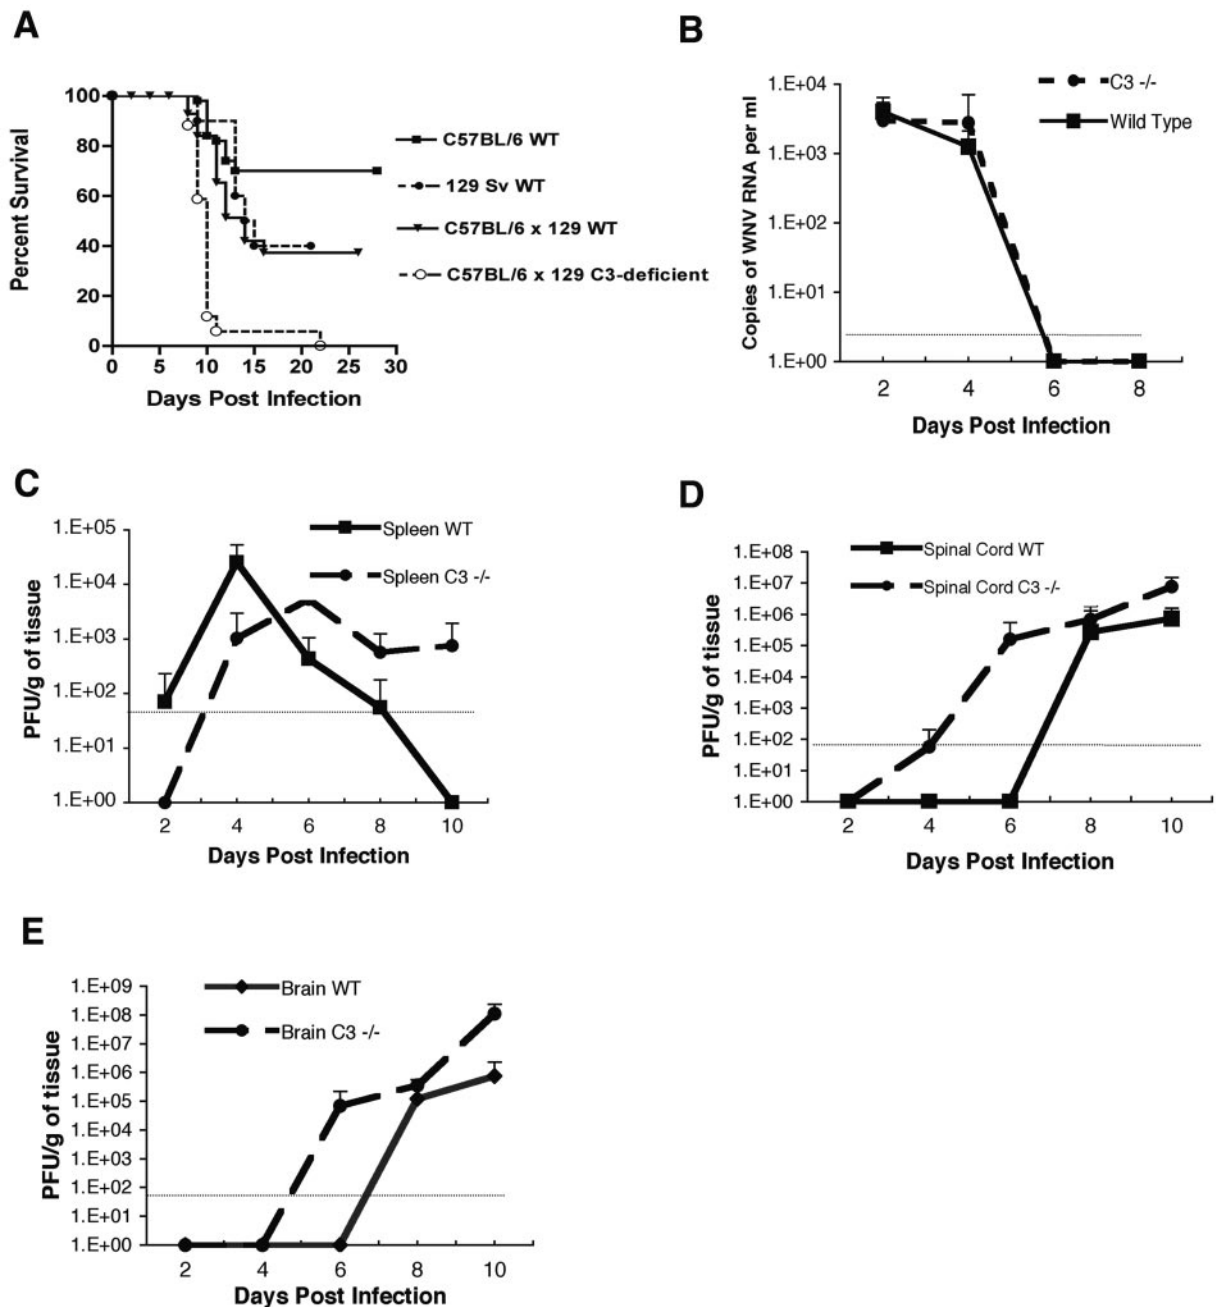 A
100
80
60
40
20
0
Percent Survival
0 5 10 15 20 25 30
Days Post Infection
C57BL/6 WT
129 Sv WT
C57BL/6 x 129 WT
C57BL/6 x 129 C3-deficient
B
1.E+04
1.E+03
1.E+02
1.E+01
1.E+00
Copies of WNV RNA per ml
2 4 6 8
Days Post Infection
C3 -/-
Wild Type
C
1.E+05
1.E+04
1.E+03
1.E+02
1.E+01
1.E+00
PFU/g of tissue
2 4 6 8 10
Days Post Infection
Spleen WT
Spleen C3 -/-
D
1.E+08
1.E+07
1.E+06
1.E+05
1.E+04
1.E+03
1.E+02
1.E+01
1.E+00
PFU/g of tissue
2 4 6 8 10
Days Post Infection
Spinal Cord WT
Spinal Cord C3 -/-
E
1.E+09
1.E+08
1.E+07
1.E+06
1.E+05
1.E+04
1.E+03
1.E+02
1.E+01
1.E+00
PFU/g of tissue
2 4 6 8 10
Days Post Infection
Brain WT
Brain C3 -/-